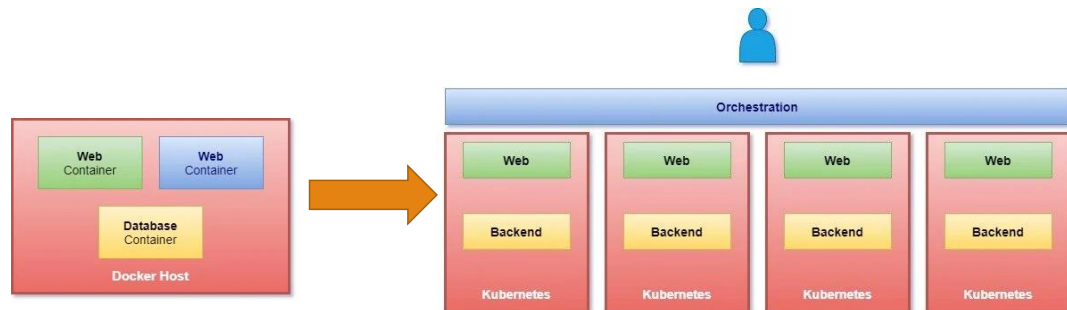 Web
Container
Web
Container
Database
Container
Docker Host
Orchestration
Web
Backend
Kubernetes
Web
Backend
Kubernetes
Web
Backend
Kubernetes
Web
Backend
Kubernetes